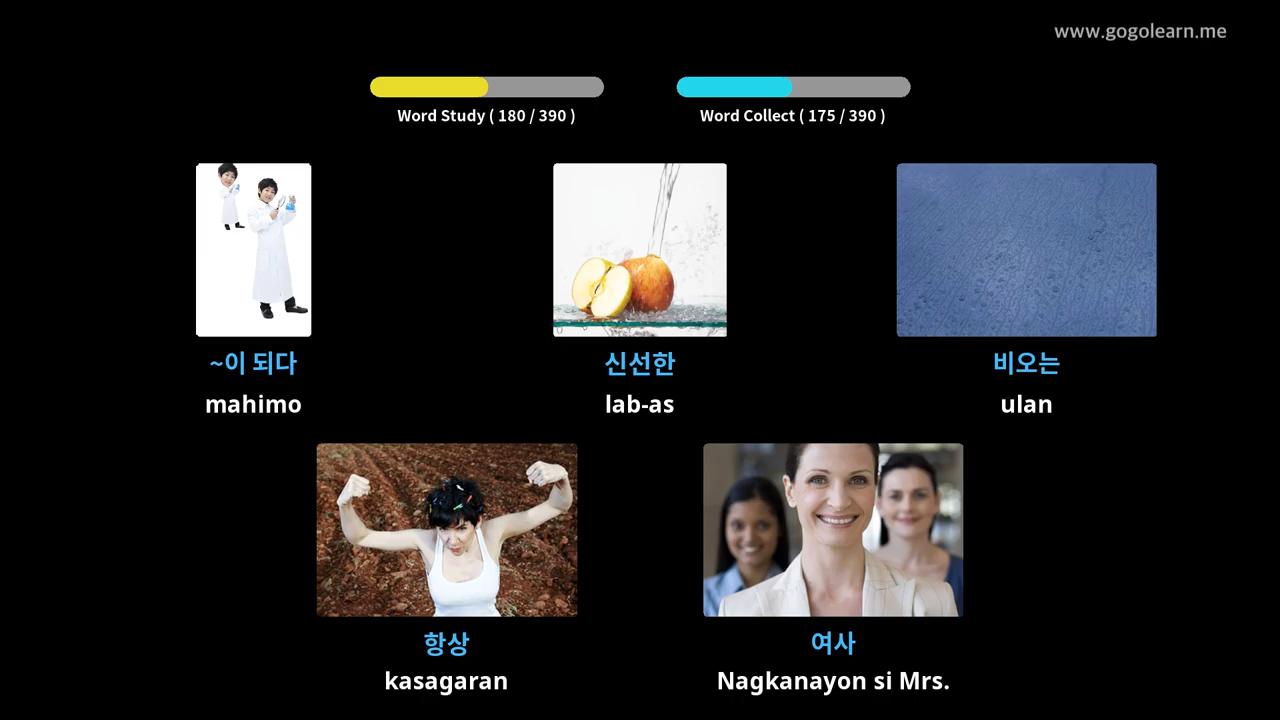 www.gogolearn.me
Word Study ( 180 / 390 )
Word Collect ( 175 / 390 )
~이 되다
mahimo
신선한
lab-as
비오는
ulan
항상
kasagaran
여사
Nagkanayon si Mrs.